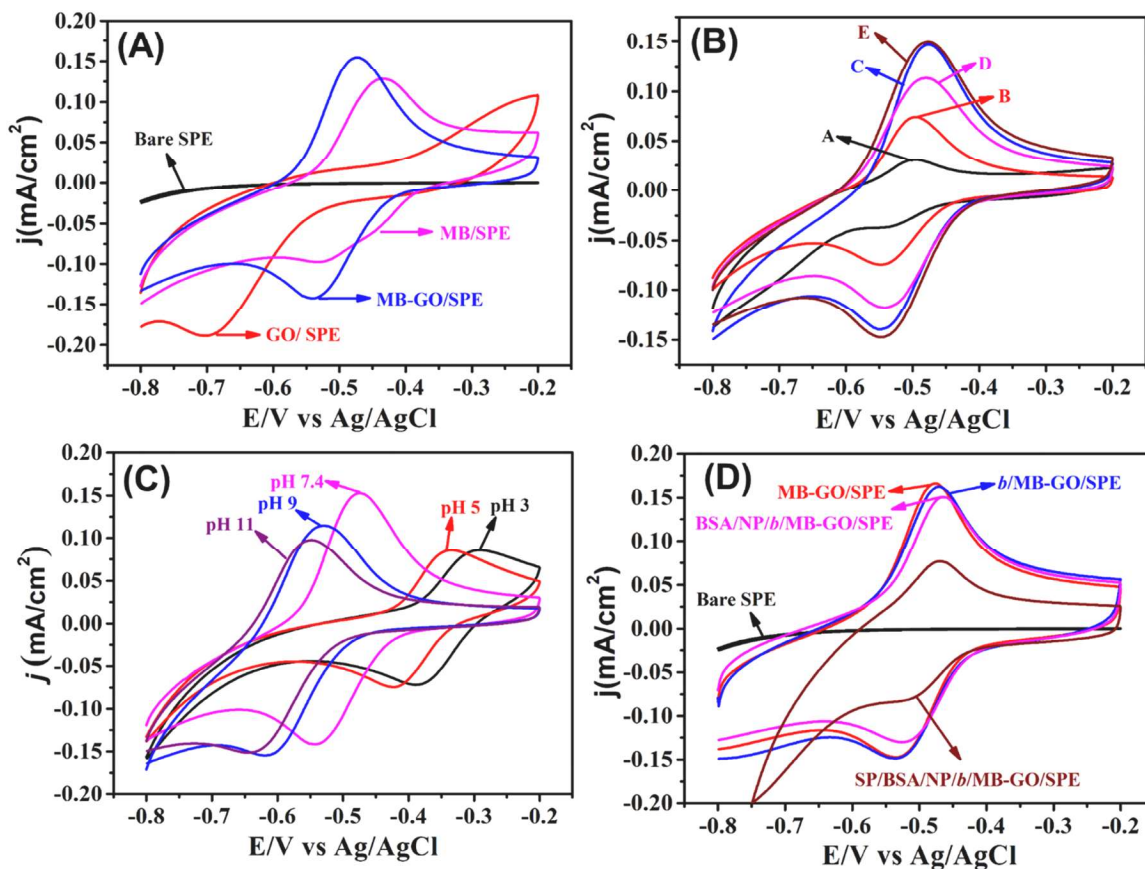 (A)
0.20
0.15
0.10
0.05
0.00
-0.05
-0.10
-0.15
-0.20
j(mA/cm²)
Bare SPE
MB/SPE
MB-GO/SPE
GO/ SPE
-0.8 -0.7 -0.6 -0.5 -0.4 -0.3 -0.2
E/V vs Ag/AgCl
(B)
0.15
0.10
0.05
0.00
-0.05
-0.10
-0.15
j(mA/cm²)
E
C
D
B
A
-0.8 -0.7 -0.6 -0.5 -0.4 -0.3 -0.2
E/V vs Ag/AgCl
(C)
0.20
0.15
0.10
0.05
0.00
-0.05
-0.10
-0.15
-0.20
j(mA/cm²)
pH 7.4
pH 9
pH 11
pH 5
pH 3
-0.8 -0.7 -0.6 -0.5 -0.4 -0.3 -0.2
E/V vs Ag/AgCl
(D)
0.20
0.15
0.10
0.05
0.00
-0.05
-0.10
-0.15
-0.20
j(mA/cm²)
MB-GO/SPE
b/MB-GO/SPE
BSA/NP/b/MB-GO/SPE
Bare SPE
SP/BSA/NP/b/MB-GO/SPE
-0.8 -0.7 -0.6 -0.5 -0.4 -0.3 -0.2
E/V vs Ag/AgCl